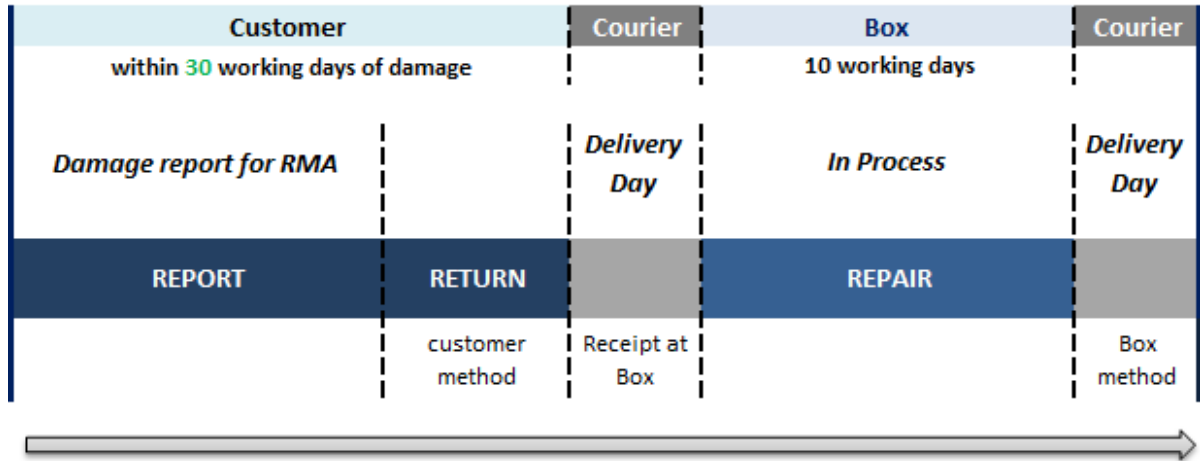 Customer
Courier
Box
Courier
within 30 working days of damage
10 working days
Damage report for RMA
Delivery
Day
In Process
Delivery
Day
REPORT
RETURN
REPAIR
customer
method
Receipt at
Box
Box
method